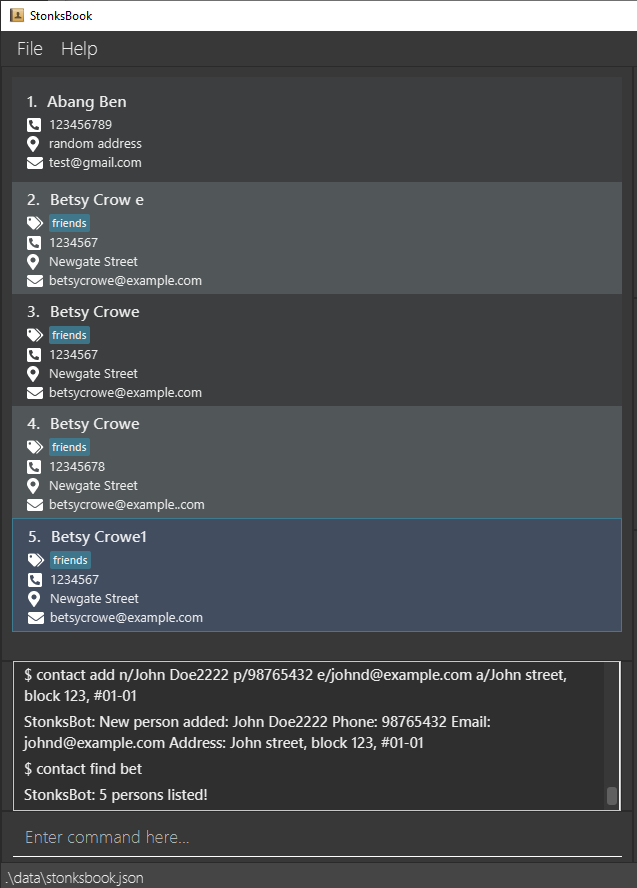 StonksBook
File Help
1. Abang Ben
123456789
random address
test@gmail.com
2. Betsy Crow e
friends
1234567
Newgate Street
betsycrowe@example.com
3. Betsy Crowe
friends
1234567
Newgate Street
betsycrowe@example.com
4. Betsy Crowe
friends
12345678
Newgate Street
betsycrowe@example..com
5. Betsy Crowe1
friends
1234567
Newgate Street
betsycrowe@example.com
$ contact add n/John Doe2222 p/98765432 e/johnd@example.com a/John street,
block 123, #01-01
StonksBot: New person added: John Doe2222 Phone: 98765432 Email:
johnd@example.com Address: John street, block 123, #01-01
$ contact find bet
StonksBot: 5 persons listed!
Enter command here...
.\data\stonksbook.json